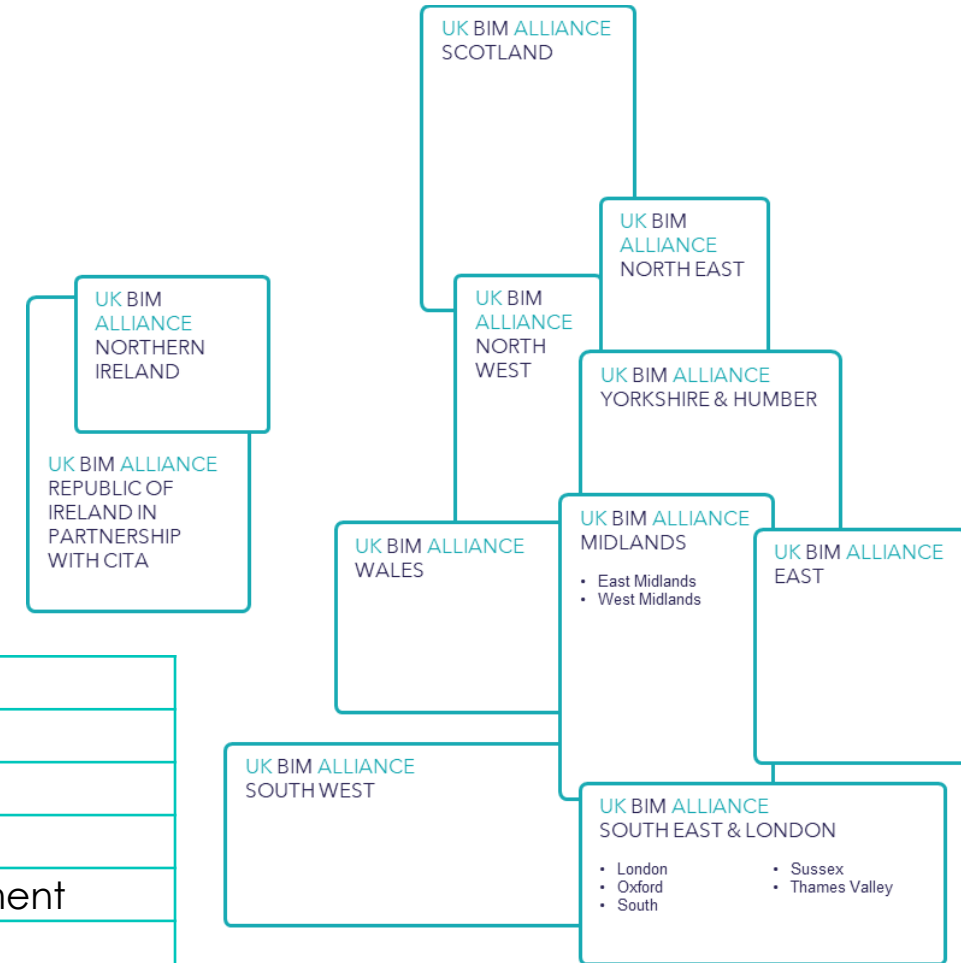 UK BIM ALLIANCE
SCOTLAND
UK BIM
ALLIANCE
NORTH EAST
UK BIM
ALLIANCE
NORTHERN
IRELAND
UK BIM
ALLIANCE
NORTH
WEST
UK BIM ALLIANCE
YORKSHIRE & HUMBER
UK BIM ALLIANCE
REPUBLIC OF
IRELAND IN
PARTNERSHIP
WITH CITA
UK BIM ALLIANCE
WALES
UK BIM ALLIANCE
MIDLANDS
• East Midlands
• West Midlands
UK BIM ALLIANCE
EAST
UK BIM ALLIANCE
SOUTH WEST
UK BIM ALLIANCE
SOUTH EAST & LONDON
• London
• Oxford
• South
• Sussex
• Thames Valley
ment